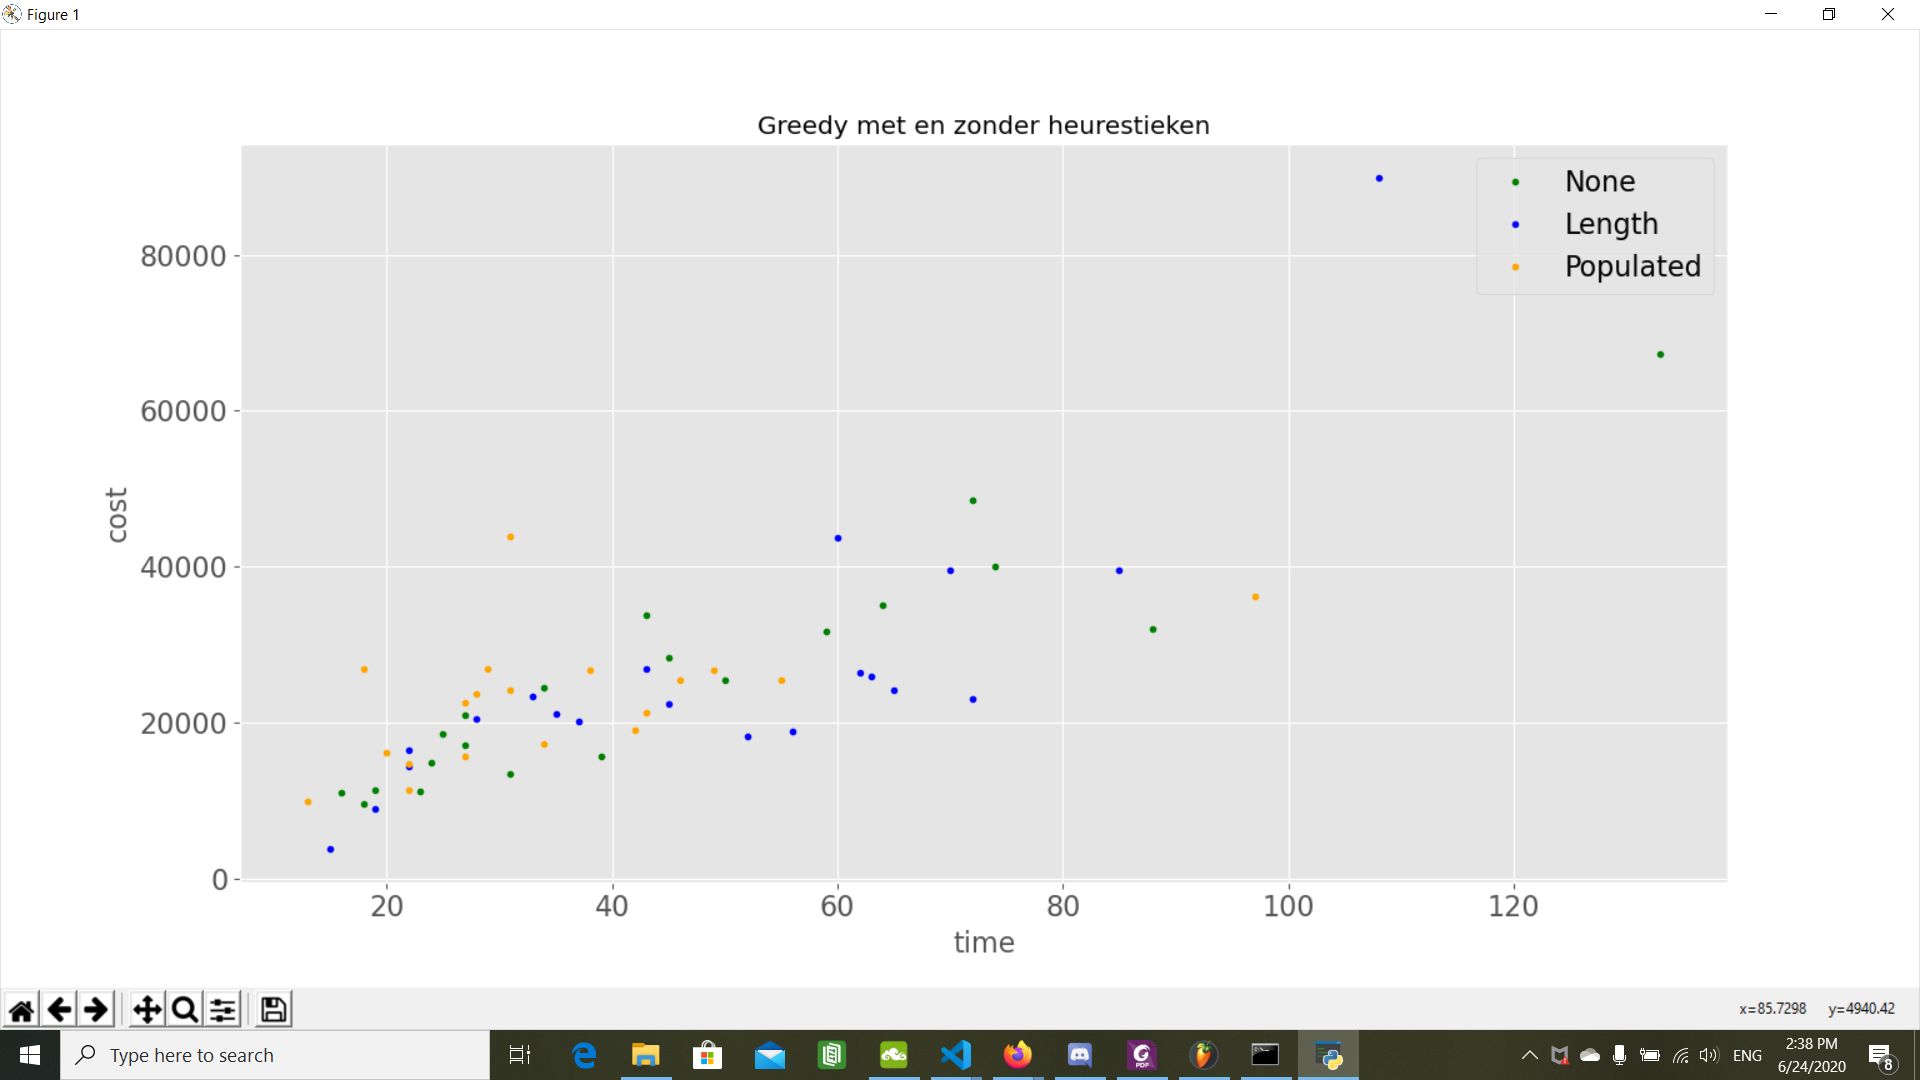 Figure 1
Greedy met en zonder heurestieken
None
Length
Populated
80000
60000
40000
20000
0
cost
20 40 60 80 100 120
time
x=85.7298 y=4940.42
Type here to search
PDF
ENG
2:38 PM
6/24/2020
8